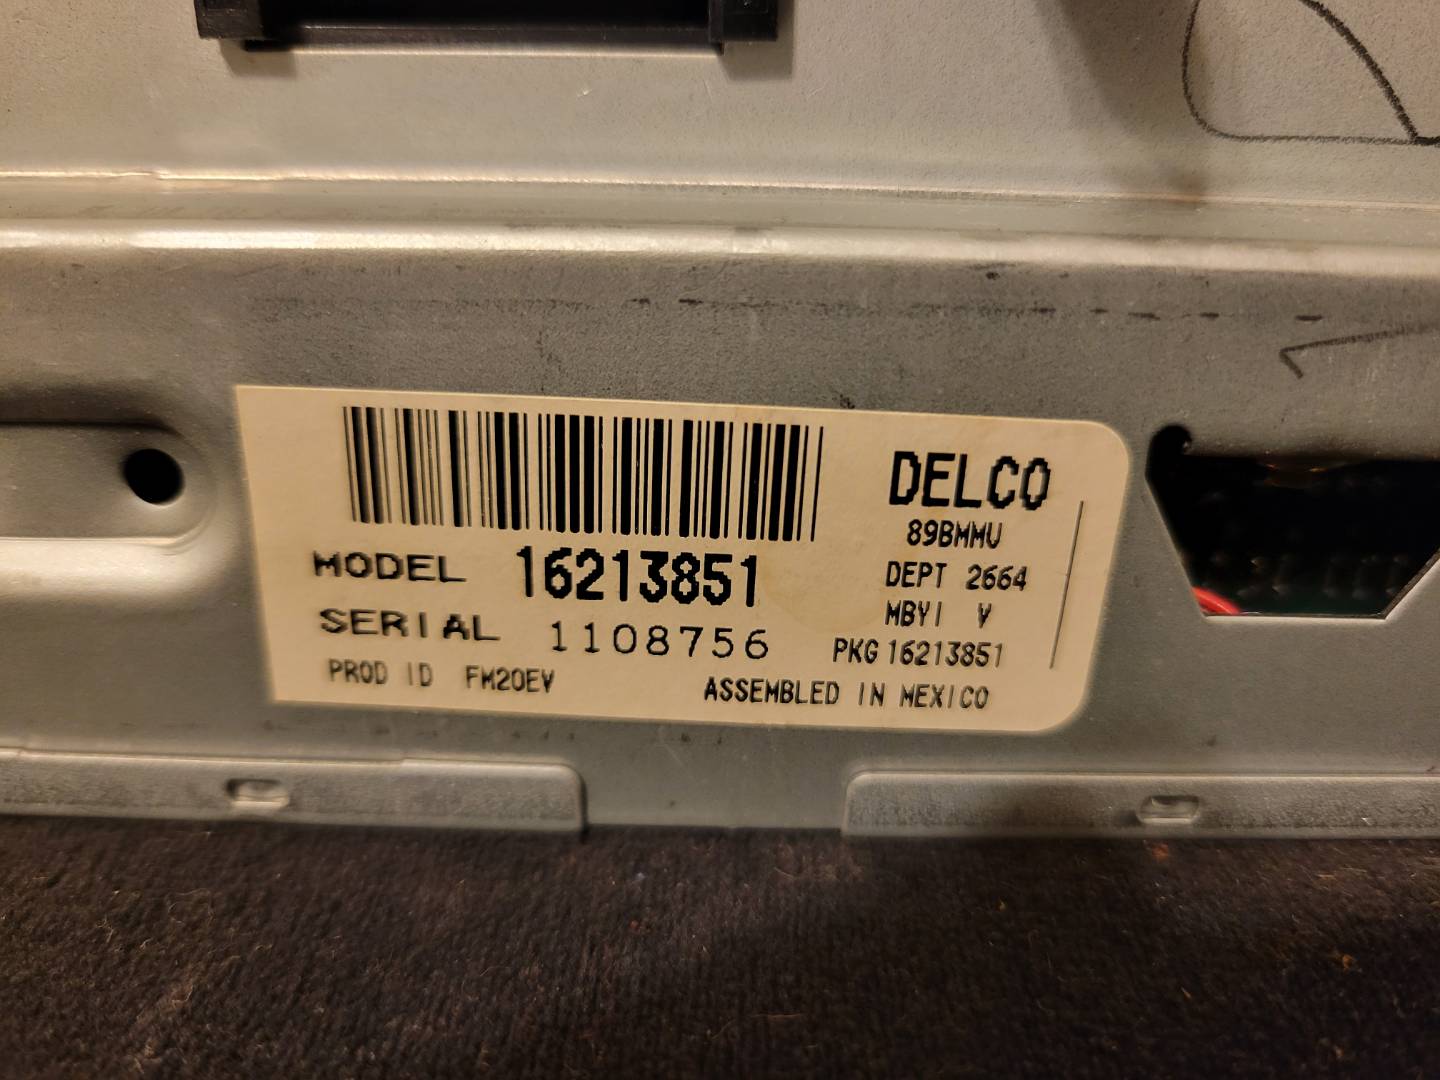 DELCO
89BMMU
MODEL 16213851
DEPT 2664
MBYI V
SERIAL 1108756
PKG 16213851
PROD ID FM20EV
ASSEMBLED IN MEXICO